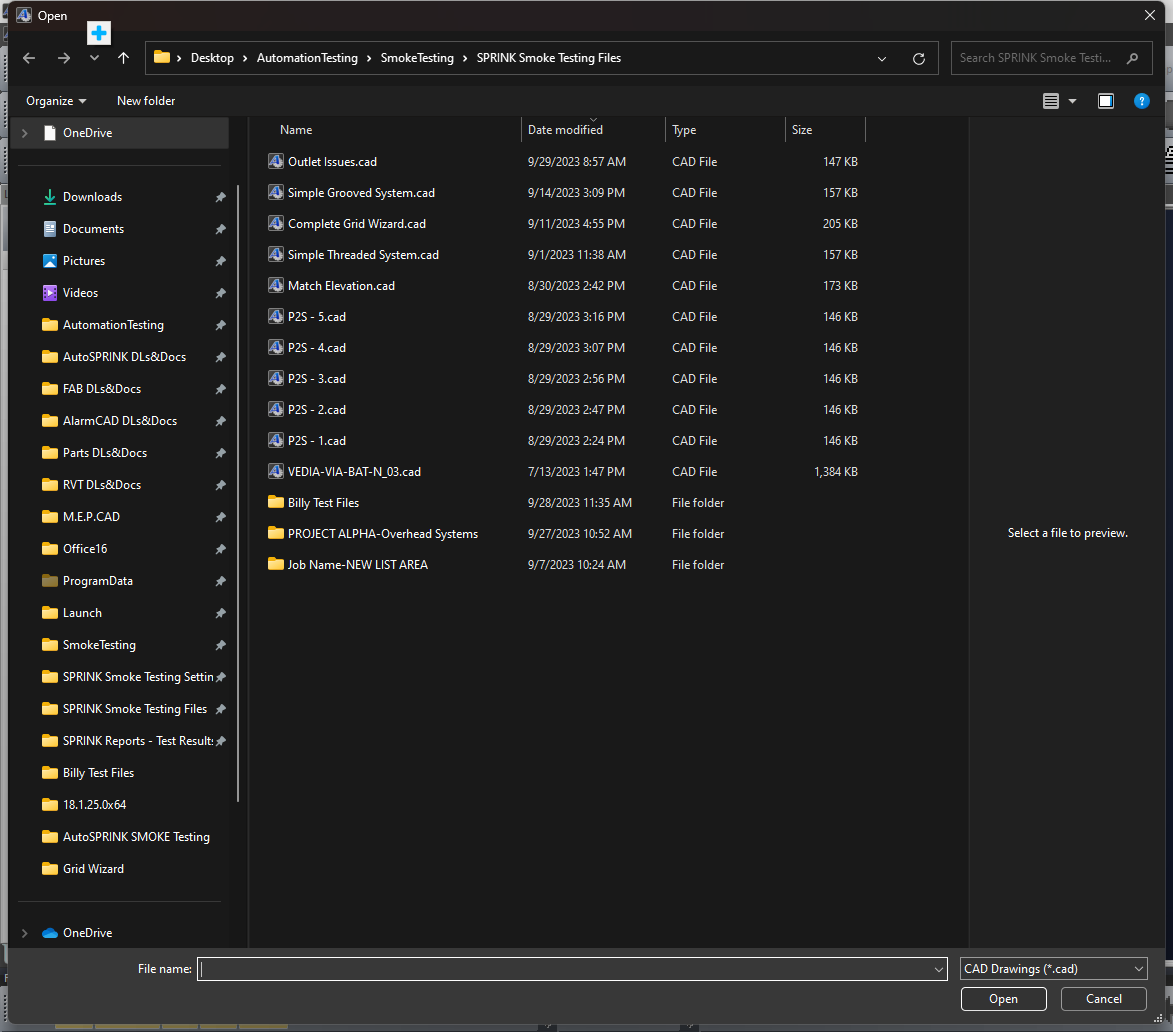 Open
Desktop > AutomationTesting > SmokeTesting > SPRINK Smoke Testing Files
Search SPRINK Smoke Testi...
Organize
New folder
?
OneDrive
Downloads
Documents
Pictures
Videos
AutomationTesting
AutoSPRINK DLs&Docs
FAB DLs&Docs
AlarmCAD DLs&Docs
Parts DLs&Docs
RVT DLs&Docs
M.E.P.CAD
Office16
ProgramData
Launch
SmokeTesting
SPRINK Smoke Testing Settin
SPRINK Smoke Testing Files
SPRINK Reports - Test Results
Billy Test Files
18.1.25.0x64
AutoSPRINK SMOKE Testing
Grid Wizard
OneDrive
Name Date modified Type Size
Outlet Issues.cad 9/29/2023 8:57 AM CAD File 147 KB
Simple Grooved System.cad 9/14/2023 3:09 PM CAD File 157 KB
Complete Grid Wizard.cad 9/11/2023 4:55 PM CAD File 205 KB
Simple Threaded System.cad 9/1/2023 11:38 AM CAD File 157 KB
Match Elevation.cad 8/30/2023 2:42 PM CAD File 173 KB
P2S - 5.cad 8/29/2023 3:16 PM CAD File 146 KB
P2S - 4.cad 8/29/2023 3:07 PM CAD File 146 KB
P2S - 3.cad 8/29/2023 2:56 PM CAD File 146 KB
P2S - 2.cad 8/29/2023 2:47 PM CAD File 146 KB
P2S - 1.cad 8/29/2023 2:24 PM CAD File 146 KB
VEDIA-VIA-BAT-N_03.cad 7/13/2023 1:47 PM CAD File 1,384 KB
Billy Test Files 9/28/2023 11:35 AM File folder
PROJECT ALPHA-Overhead Systems 9/27/2023 10:52 AM File folder
Job Name-NEW LIST AREA 9/7/2023 10:24 AM File folder
Select a file to preview.
File name:
CAD Drawings (*.cad)
Open
Cancel